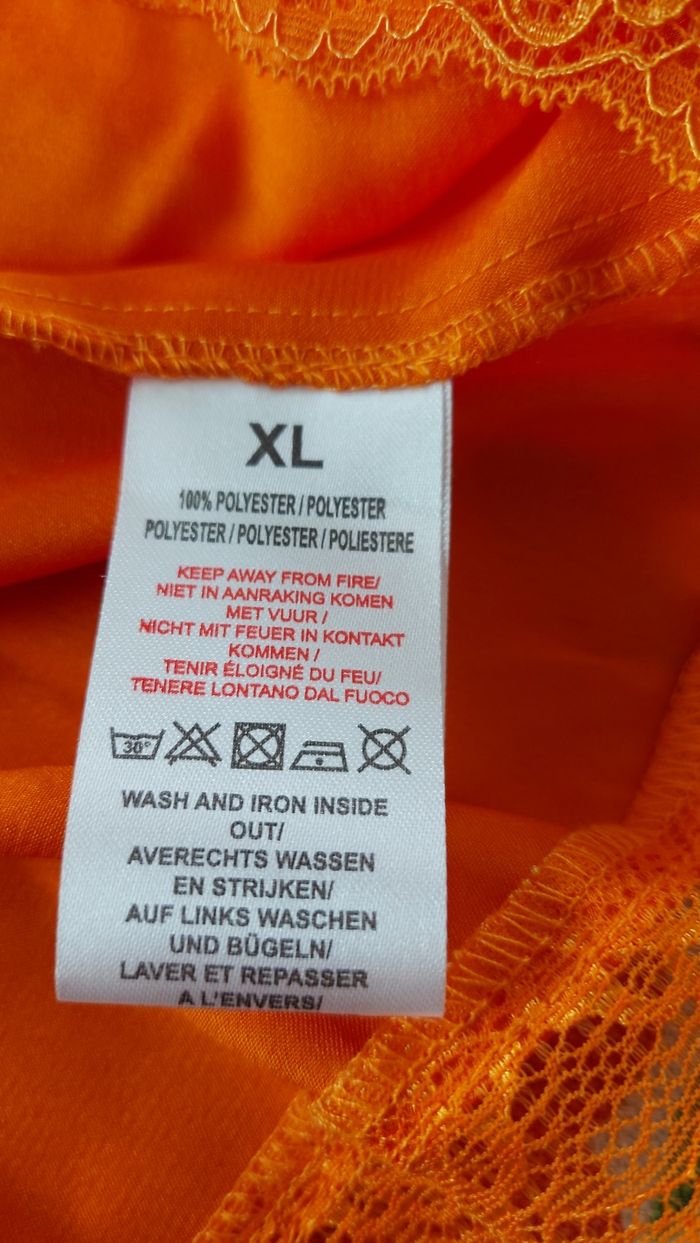 XL
100% POLYESTER / POLYESTER
POLYESTER / POLYESTER / POLIESTERE
KEEP AWAY FROM FIRE/
NIET IN AANRAKING KOMEN
MET VUUR /
NICHT MIT FEUER IN KONTAKT
KOMMEN /
TENIR ÉLOIGNÉ DU FEU/
TENERE LONTANO DAL FUOCO
30°
WASH AND IRON INSIDE
OUT/
AVERECHTS WASSEN
EN STRIJKEN/
AUF LINKS WASCHEN
UND BÜGELN/
LAVER ET REPASSER
A L'ENVERS/